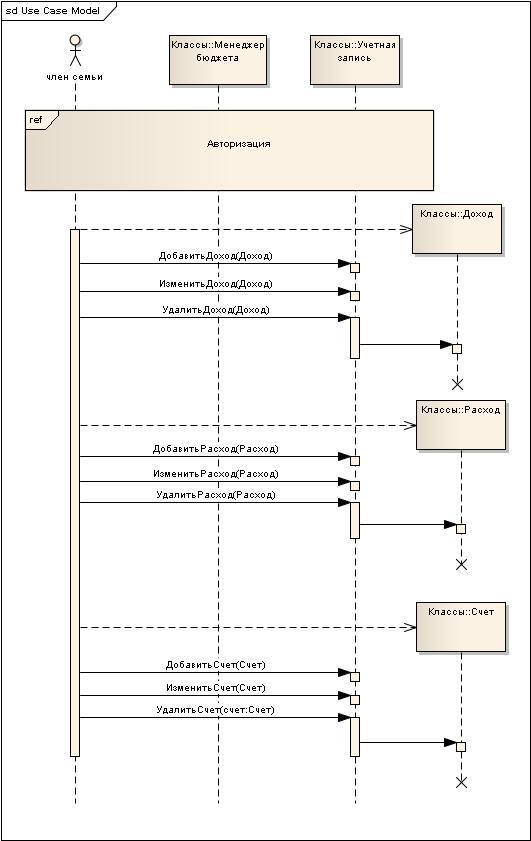 sd Use Case Model
член семьи
Классы::Менеджер
бюджета
Классы::Учетная
запись
ref
Авторизация
Классы::Доход
ДобавитьДоход(Доход)
ИзменитьДоход(Доход)
УдалитьДоход(Доход)
Классы::Расход
ДобавитьРасход(Расход)
ИзменитьРасход(Расход)
УдалитьРасход(Расход)
Классы::Счет
ДобавитьСчет(Счет)
ИзменитьСчет(Счет)
УдалитьСчет(счет:Счет)